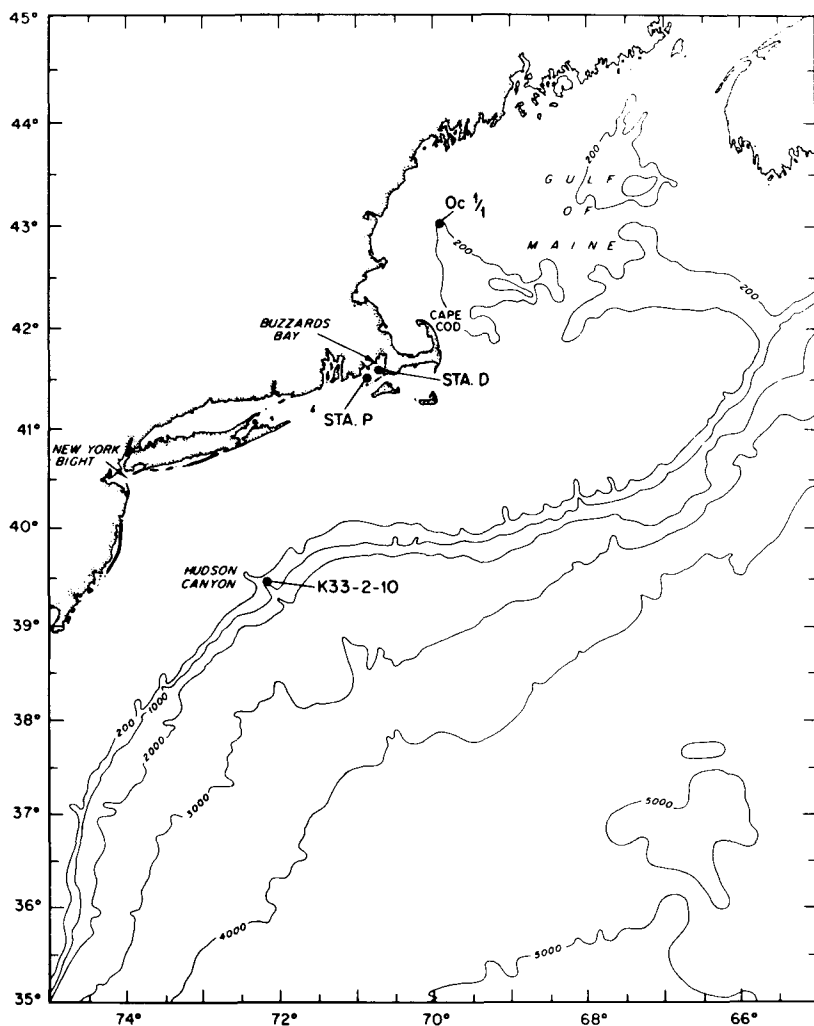 45°
44°
43°
42°
41°
40°
39°
38°
37°
36°
35°
74°
72°
70°
68°
66°
200
GULF
OF
MAINE
Oc 1/1
200
200
CAPE
COD
BUZZARDS
BAY
STA. D
STA. P
NEW YORK
BIGHT
HUDSON
CANYON
K33-2-10
200
1000
2000
3000
4000
5000
5000